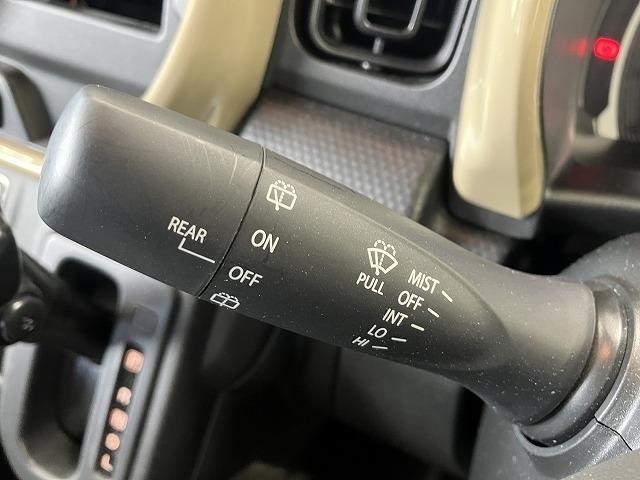 REAR
ON
OFF
PULL
MIST
OFF
INT
LO
HI